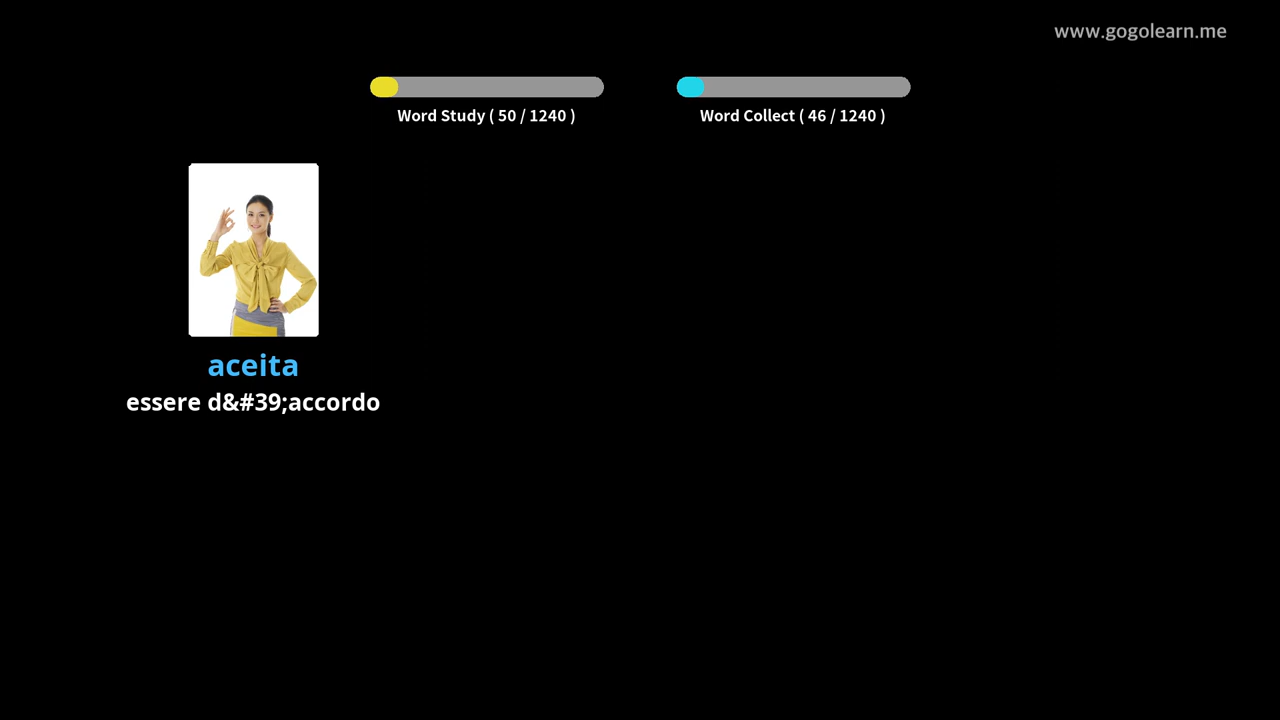 www.gogolearn.me
Word Study ( 50 / 1240 )
Word Collect ( 46 / 1240 )
aceita
essere d&#39;accordo